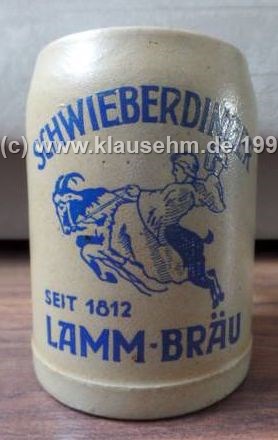 SCHWIEBERDINGER
(c) www.klausehm.de/199
SEIT 1812
LAMM-BRÄU